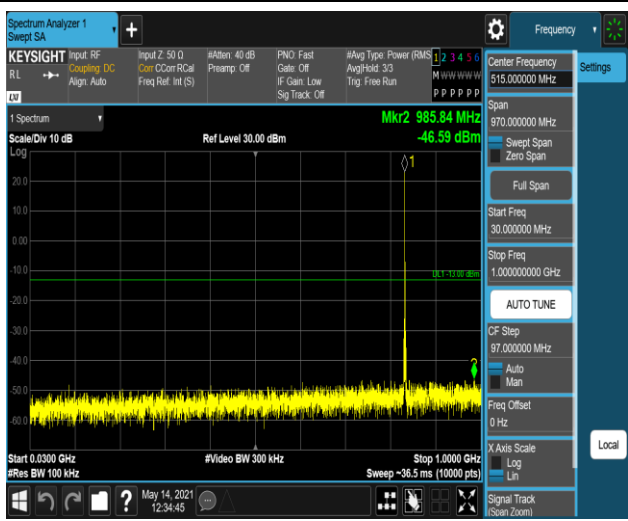 Spectrum Analyzer 1
Swept SA
+
Frequency
KEYSIGHT
RL
LXI
Input: RF
Coupling: DC
Align: Auto
Input Z: 50 Ω
Corr CCorr RCal
Freq Ref: Int (S)
#Atten: 40 dB
Preamp: Off
PNO: Fast
Gate: Off
IF Gain: Low
Sig Track: Off
#Avg Type: Power (RMS
Avg|Hold: 3/3
Trig: Free Run
1 2 3 4 5 6
M W W W W W
P P P P P P
1 Spectrum
Scale/Div 10 dB
Log
Ref Level 30.00 dBm
Mkr2 985.84 MHz
-46.59 dBm
1
20.0
10.0
0.00
-10.0
DL1 -13.00 dBm
-20.0
-30.0
-40.0
2
-50.0
-60.0
Start 0.0300 GHz
#Res BW 100 kHz
#Video BW 300 kHz
Stop 1.0000 GHz
Sweep ~36.5 ms (10000 pts)
?
May 14, 2021
12:34:45
Center Frequency
515.000000 MHz
Span
970.000000 MHz
Swept Span
Zero Span
Full Span
Start Freq
30.000000 MHz
Stop Freq
1.000000000 GHz
AUTO TUNE
CF Step
97.000000 MHz
Auto
Man
Freq Offset
0 Hz
X Axis Scale
Log
Lin
Signal Track
(Span Zoom)
Settings
Local